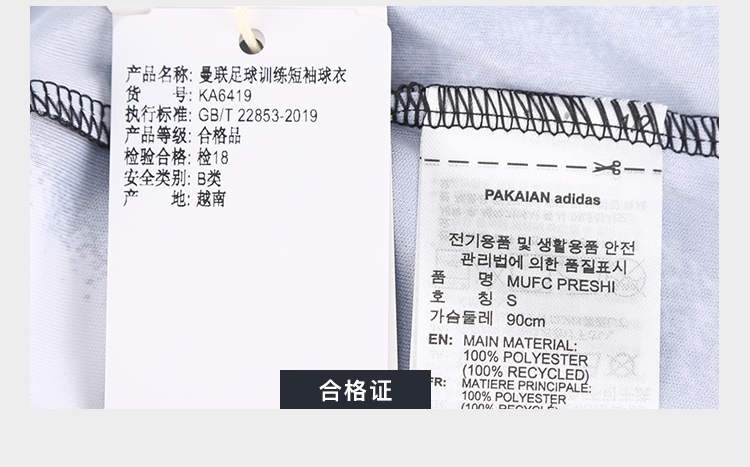 产品名称: 曼联足球训练短袖球衣
货 号: KA6419
执行标准: GB/T 22853-2019
产品等级: 合格品
检验合格: 检18
安全类别: B类
产 地: 越南
PAKAIAN adidas
전기용품 및 생활용품 안전
관리법에 의한 품질표시
품 명 MUFC PRESHI
호 칭 S
가슴둘레 90cm
EN: MAIN MATERIAL:
100% POLYESTER
(100% RECYCLED)
FR: MATIERE PRINCIPALE:
100% POLYESTER
(100% RECYCLE)
合格证